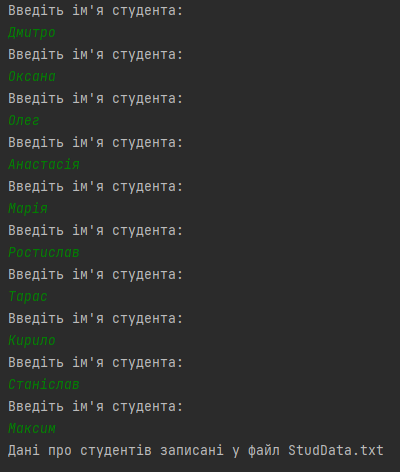 Введіть ім'я студента:
Дмитро
Введіть ім'я студента:
Оксана
Введіть ім'я студента:
Олег
Введіть ім'я студента:
Анастасія
Введіть ім'я студента:
Марія
Введіть ім'я студента:
Ростислав
Введіть ім'я студента:
Тарас
Введіть ім'я студента:
Кирило
Введіть ім'я студента:
Станіслав
Введіть ім'я студента:
Максим
Дані про студентів записані у файл StudData.txt